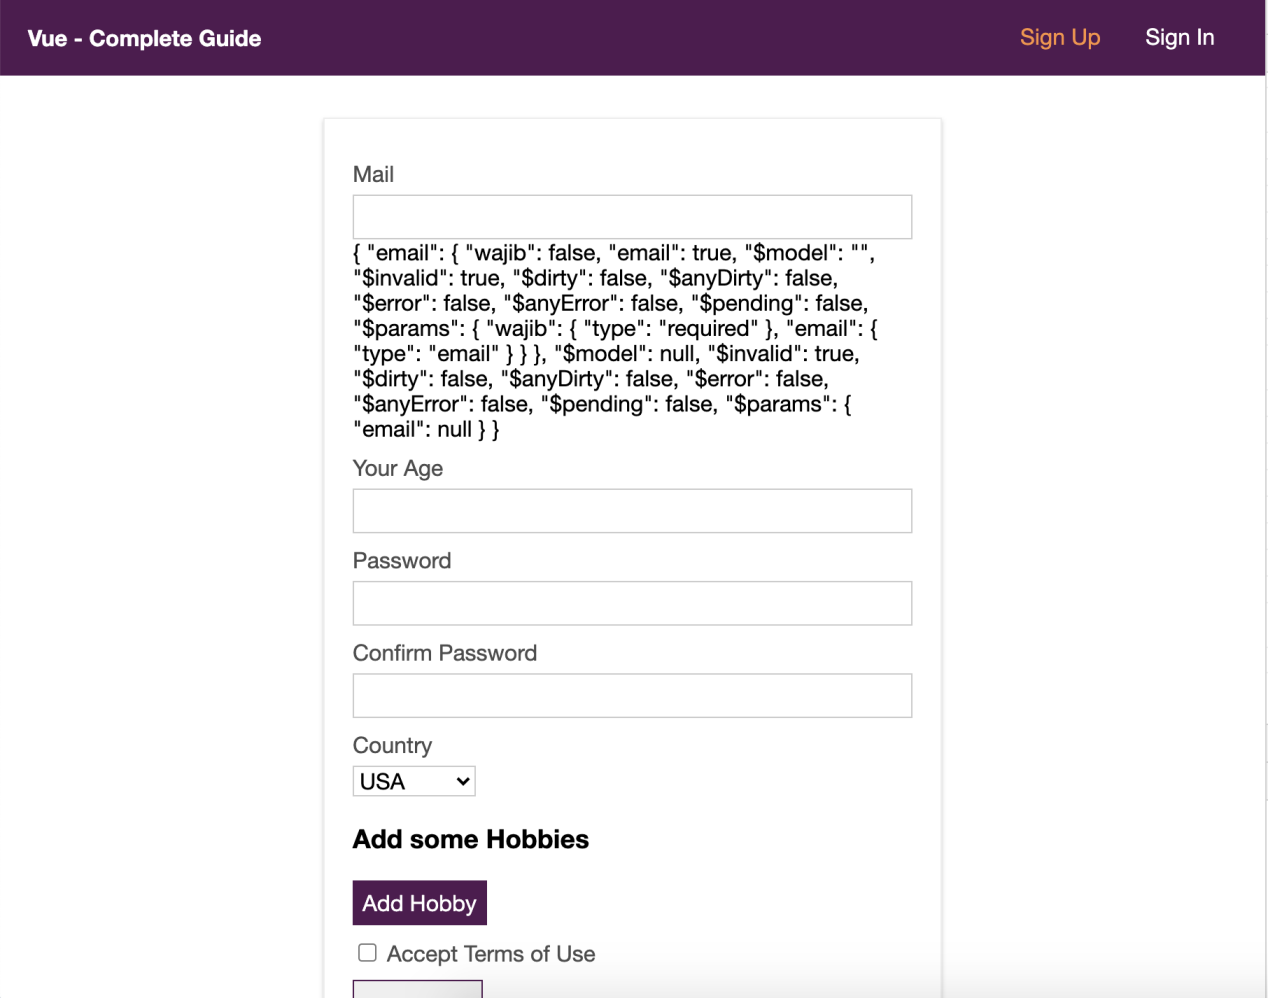 Vue - Complete Guide
Sign Up
Sign In
Mail
{ "email": { "wajib": false, "email": true, "$model": "",
"$invalid": true, "$dirty": false, "$anyDirty": false,
"$error": false, "$anyError": false, "$pending": false,
"$params": { "wajib": { "type": "required" }, "email": {
"type": "email" } } }, "$model": null, "$invalid": true,
"$dirty": false, "$anyDirty": false, "$error": false,
"$anyError": false, "$pending": false, "$params": {
"email": null } }
Your Age
Password
Confirm Password
Country
USA
Add some Hobbies
Add Hobby
Accept Terms of Use